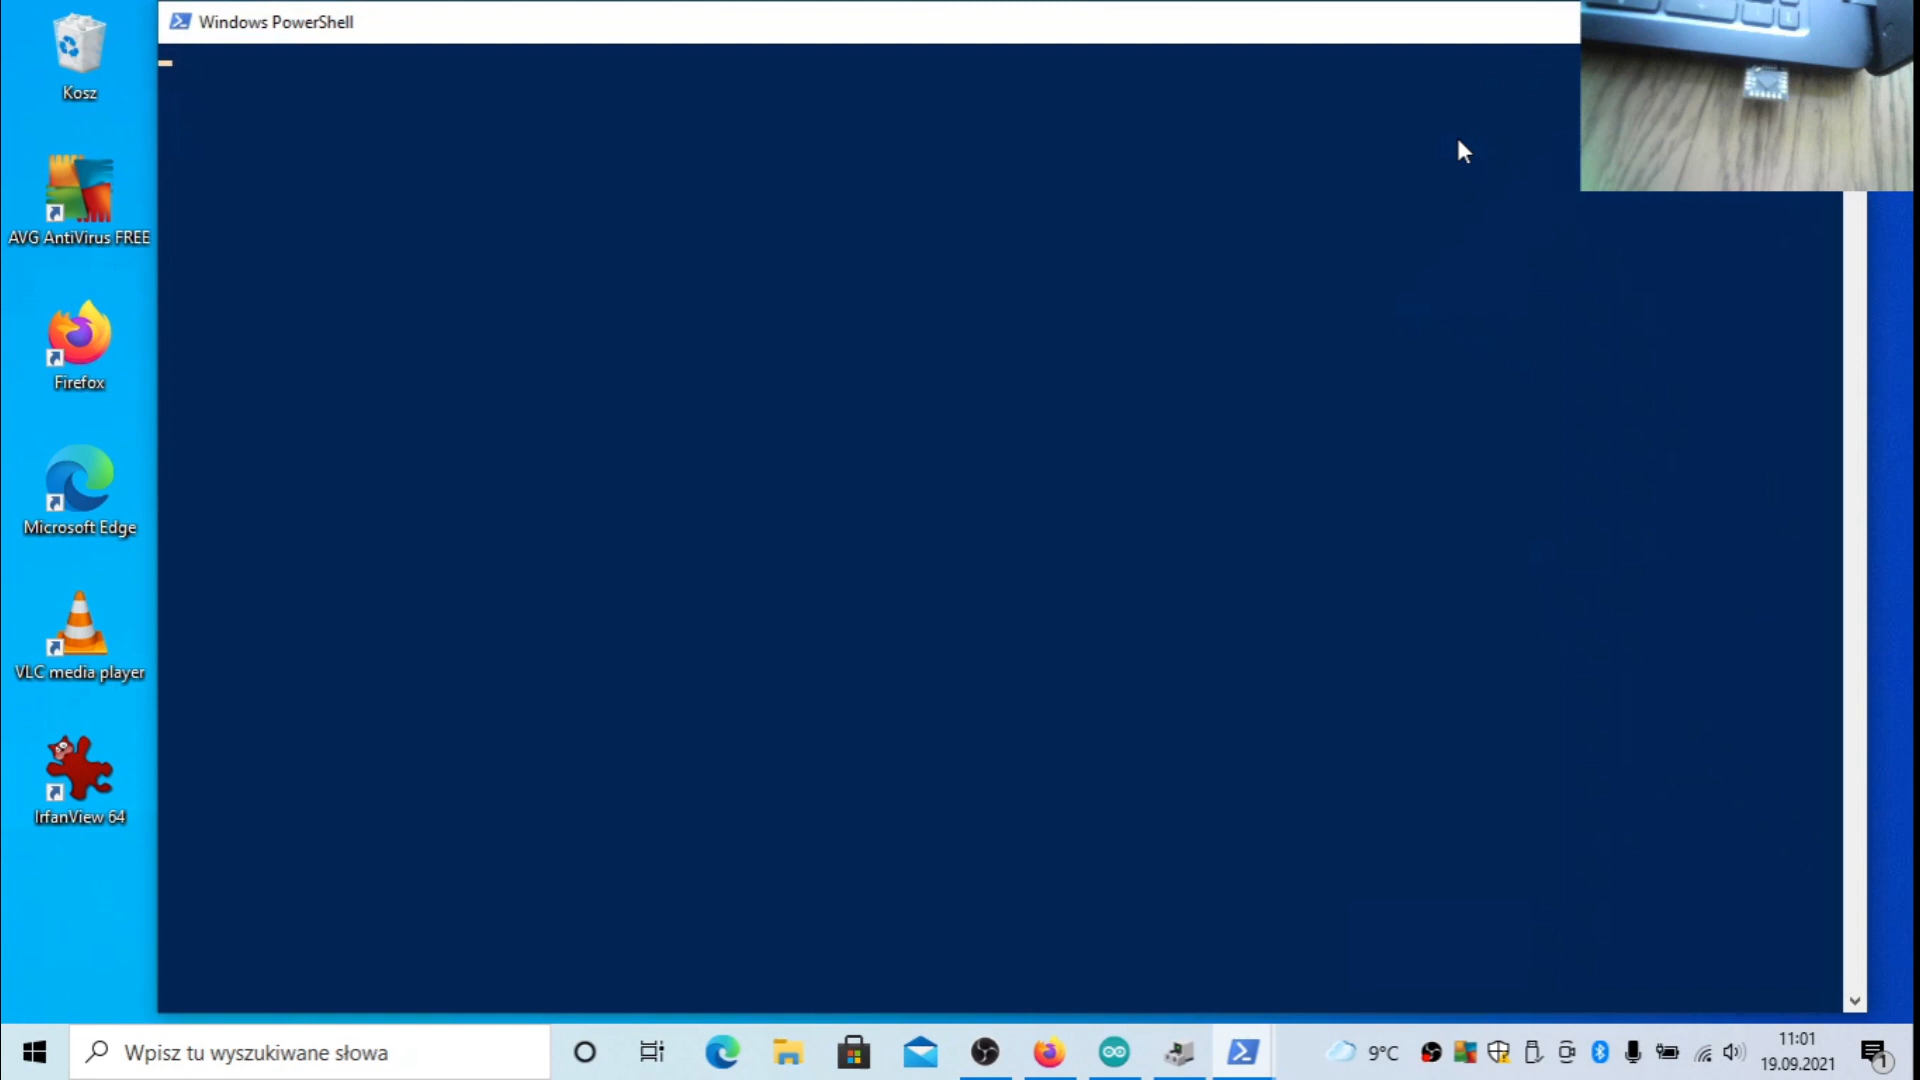 Windows PowerShell
Kosz
AVG AntiVirus FREE
Firefox
Microsoft Edge
VLC media player
IrfanView 64
Wpisz tu wyszukiwane słowa
9°C
11:01
19.09.2021
1